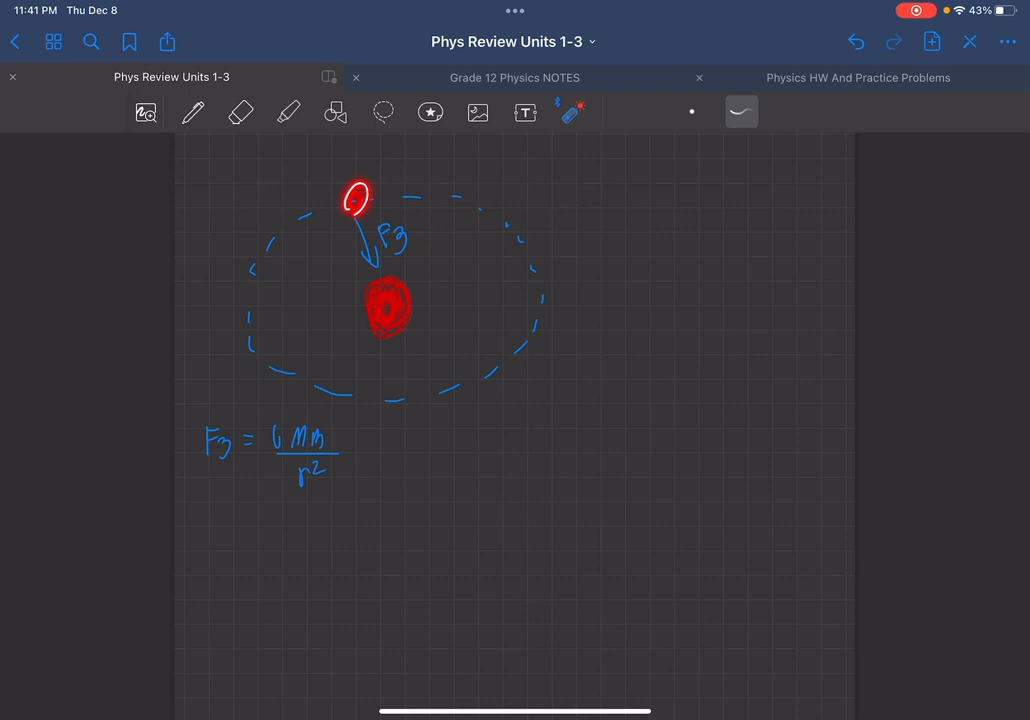 11:41 PM Thu Dec 8
43%
Phys Review Units 1-3
Phys Review Units 1-3
Grade 12 Physics NOTES
Physics HW And Practice Problems
T
Fg
Fg = GMm
r²